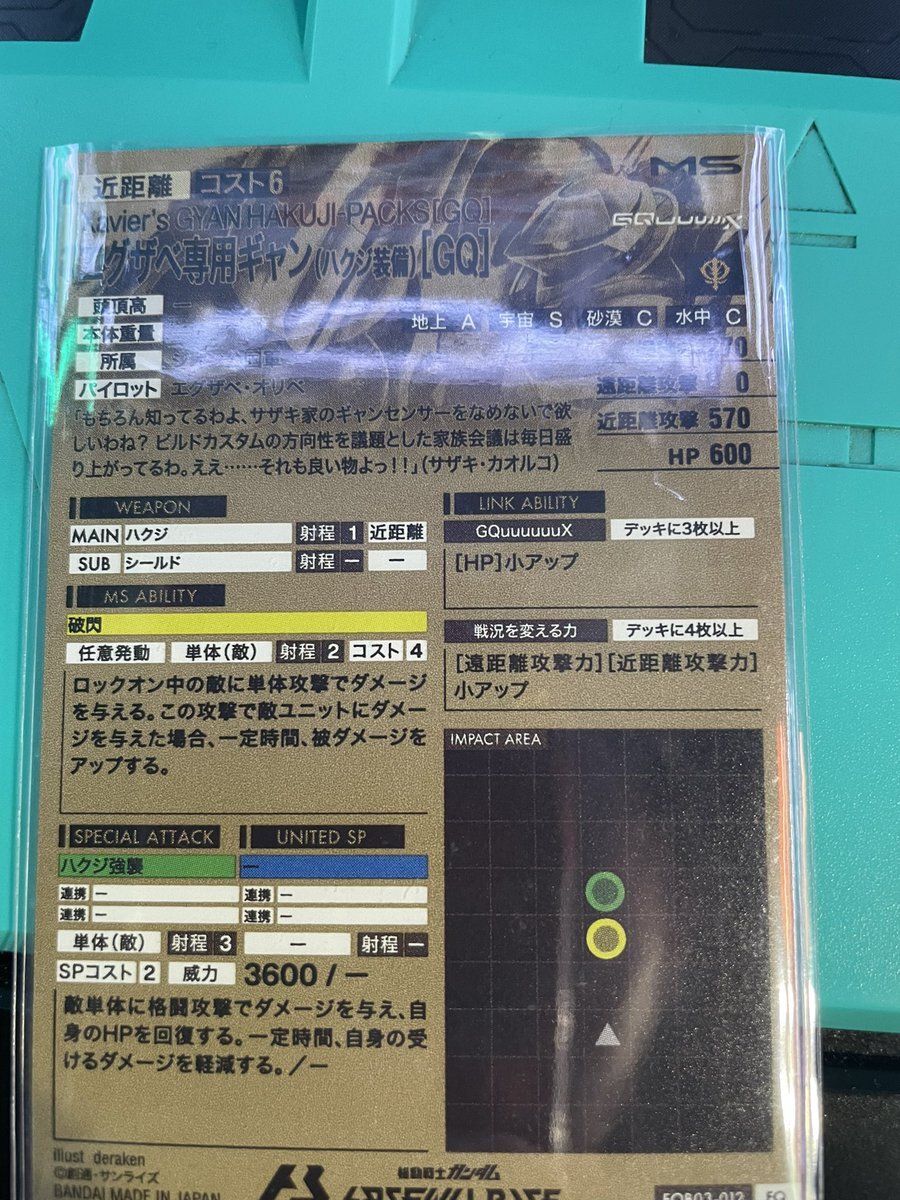 近距離 コスト6 MS
GYAN HAKUJI-PACKS[GQ] GQuuuuuuX
グザベ専用ギャン(ハクジ装備)[GQ]
頭頂高 ー
地上 A 宇宙 S 砂漠 C 水中 C
本体重量
所属
パイロット エグザベ・オリベ
遠距離攻撃 0
近距離攻撃 570
HP 600
「もちろん知ってるわよ、サザキ家のギャンセンサーをなめないで欲
しいわね? ビルドカスタムの方向性を議題とした家族会議は毎日盛
り上がってるわ。ええ……それも良い物よっ!!」(サザキ・カオルコ)
WEAPON
MAIN ハクジ 射程 1 近距離
SUB シールド 射程 ー ー
MS ABILITY
破閃
任意発動 単体(敵) 射程 2 コスト 4
ロックオン中の敵に単体攻撃でダメージ
を与える。この攻撃で敵ユニットにダメー
ジを与えた場合、一定時間、被ダメージを
アップする。
LINK ABILITY
GQuuuuuuX デッキに3枚以上
[HP]小アップ
戦況を変える力 デッキに4枚以上
[遠距離攻撃力][近距離攻撃力]
小アップ
SPECIAL ATTACK UNITED SP
ハクジ強襲 ー
連携 ー 連携 ー
連携 ー 連携 ー
単体(敵) 射程 3 ー 射程 ー
SPコスト 2 威力 3600 / ー
敵単体に格闘攻撃でダメージを与え、自
身のHPを回復する。一定時間、自身の受
けるダメージを軽減する。/ー
IMPACT AREA
illust deraken
©創通・サンライズ
BANDAI MADE IN JAPAN
機動戦士ガンダム